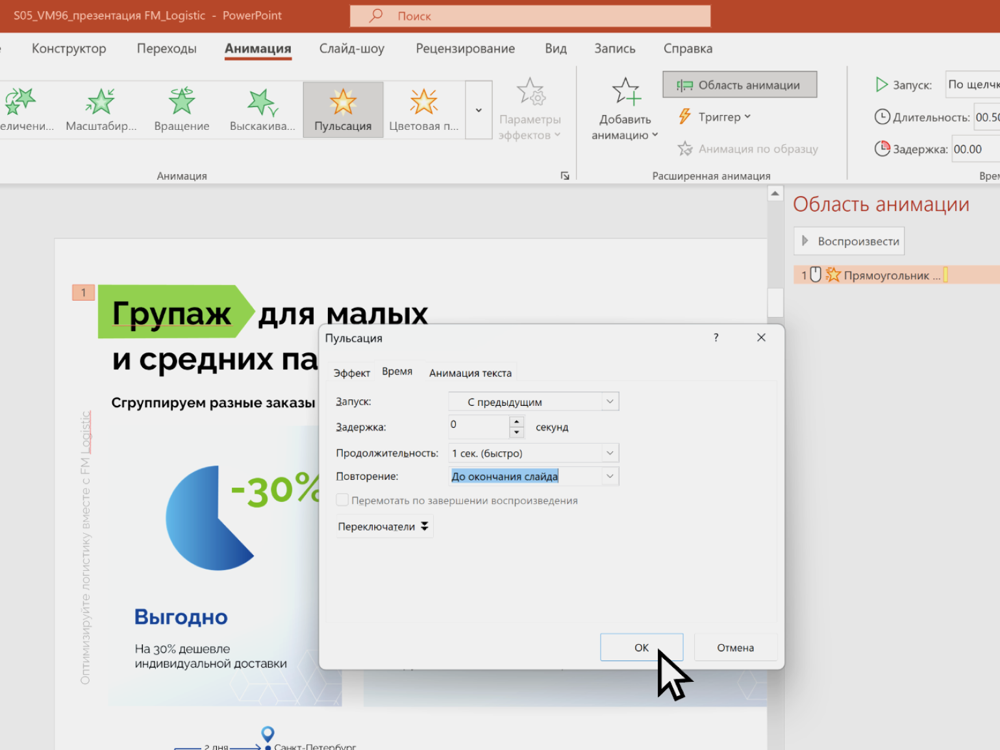 S05_VM96_презентация FM_Logistic - PowerPoint
Поиск
Конструктор Переходы Анимация Слайд-шоу Рецензирование Вид Запись Справка
еличени... Масштабир... Вращение Выскакива... Пульсация Цветовая п...
Параметры
эффектов
Добавить
анимацию
Область анимации
Триггер
Анимация по образцу
Запуск: По щелчк
Длительность: 00.50
Задержка: 00.00
Анимация
Расширенная анимация
Врем
Область анимации
Воспроизвести
1 Прямоугольник ...
1
Групаж для малых
и средних па
Сгруппируем разные заказы
Оптимизируйте логистику вместе с FM Logistic
-30%
Выгодно
На 30% дешевле
индивидуальной доставки
2 дня
Санкт-Петербург
Пульсация ?
Эффект Время Анимация текста
Запуск: С предыдущим
Задержка: 0 секунд
Продолжительность: 1 сек. (быстро)
Повторение: До окончания слайда
Перемотать по завершении воспроизведения
Переключатели
ОК Отмена